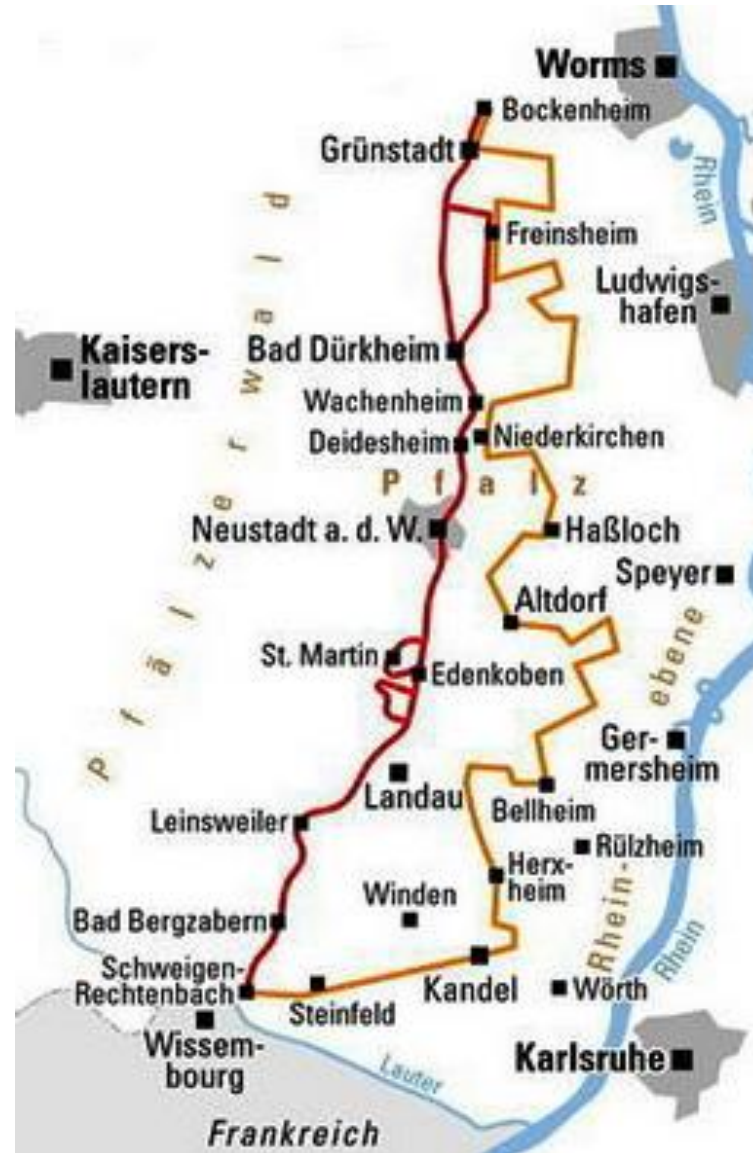 Worms
Bockenheim
Grünstadt
Rhein
Freinsheim
Ludwigs-
hafen
Kaisers-
lautern
Bad Dürkheim
Wachenheim
Deidesheim
Niederkirchen
Pfalz
Neustadt a. d. W.
Haßloch
Speyer
Altdorf
Pfälzerwald
St. Martin
Edenkoben
Ger-
mersheim
Landau
Bellheim
Leinsweiler
Rülzheim
Herx-
heim
Winden
Bad Bergzabern
Rhein-
ebene
Rhein
Schweigen-
Rechtenbach
Kandel
Wörth
Steinfeld
Wissem-
bourg
Karlsruhe
Lauter
Frankreich